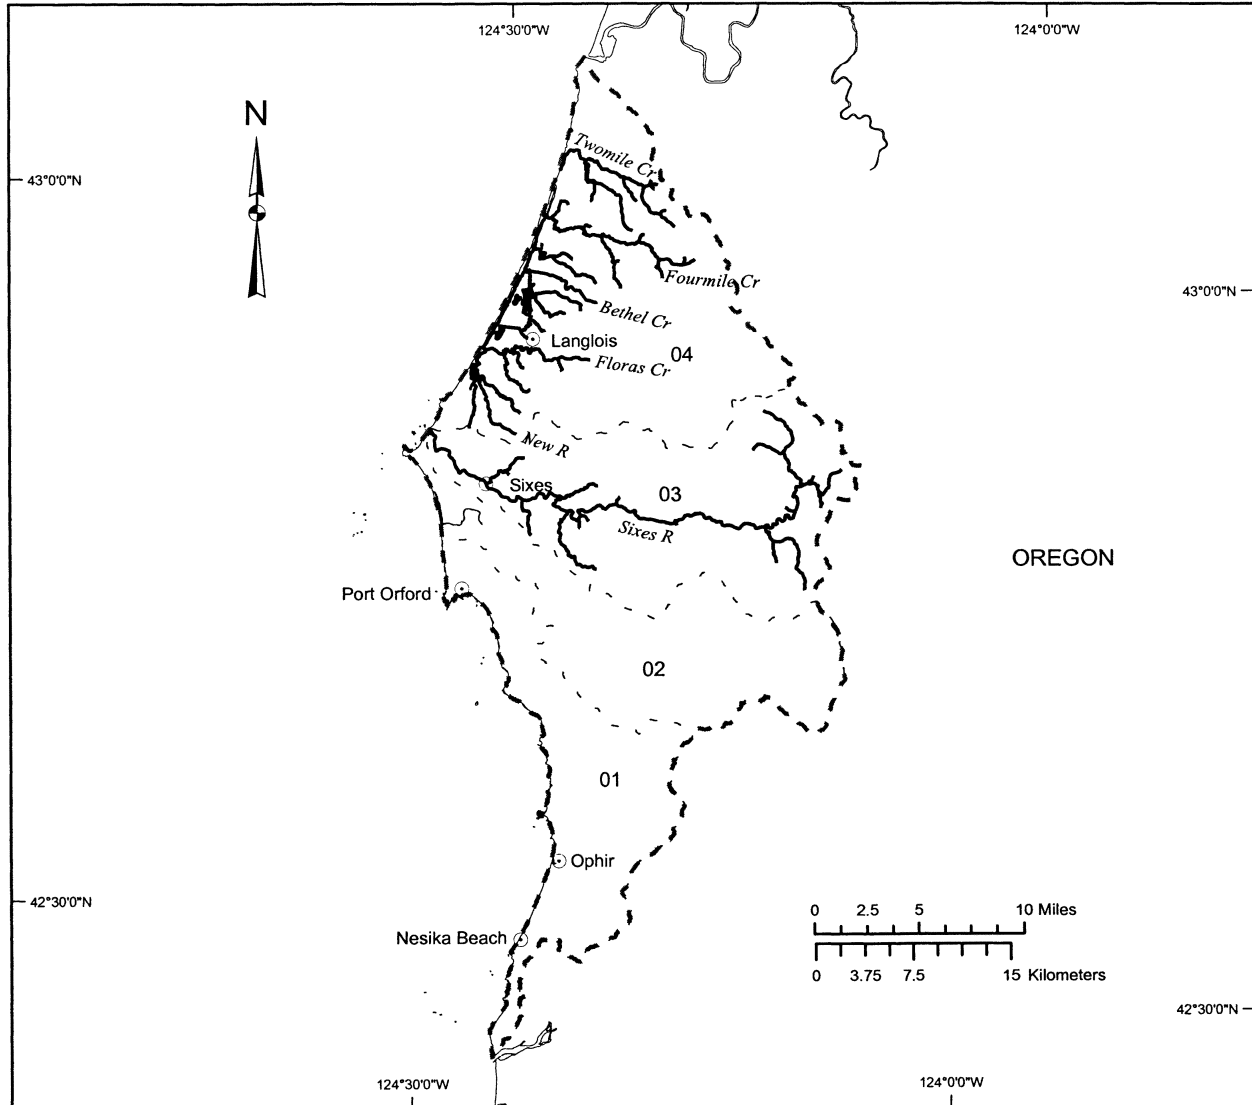 124°30'0"W
124°0'0"W
N
Twomile Cr
43°0'0"N
Fourmile Cr
43°0'0"N
Bethel Cr
Langlois
04
Floras Cr
New R
Sixes
03
Sixes R
OREGON
Port Orford
02
01
Ophir
42°30'0"N
0 2.5 5 10 Miles
Nesika Beach
0 3.75 7.5 15 Kilometers
42°30'0"N
124°30'0"W
124°0'0"W